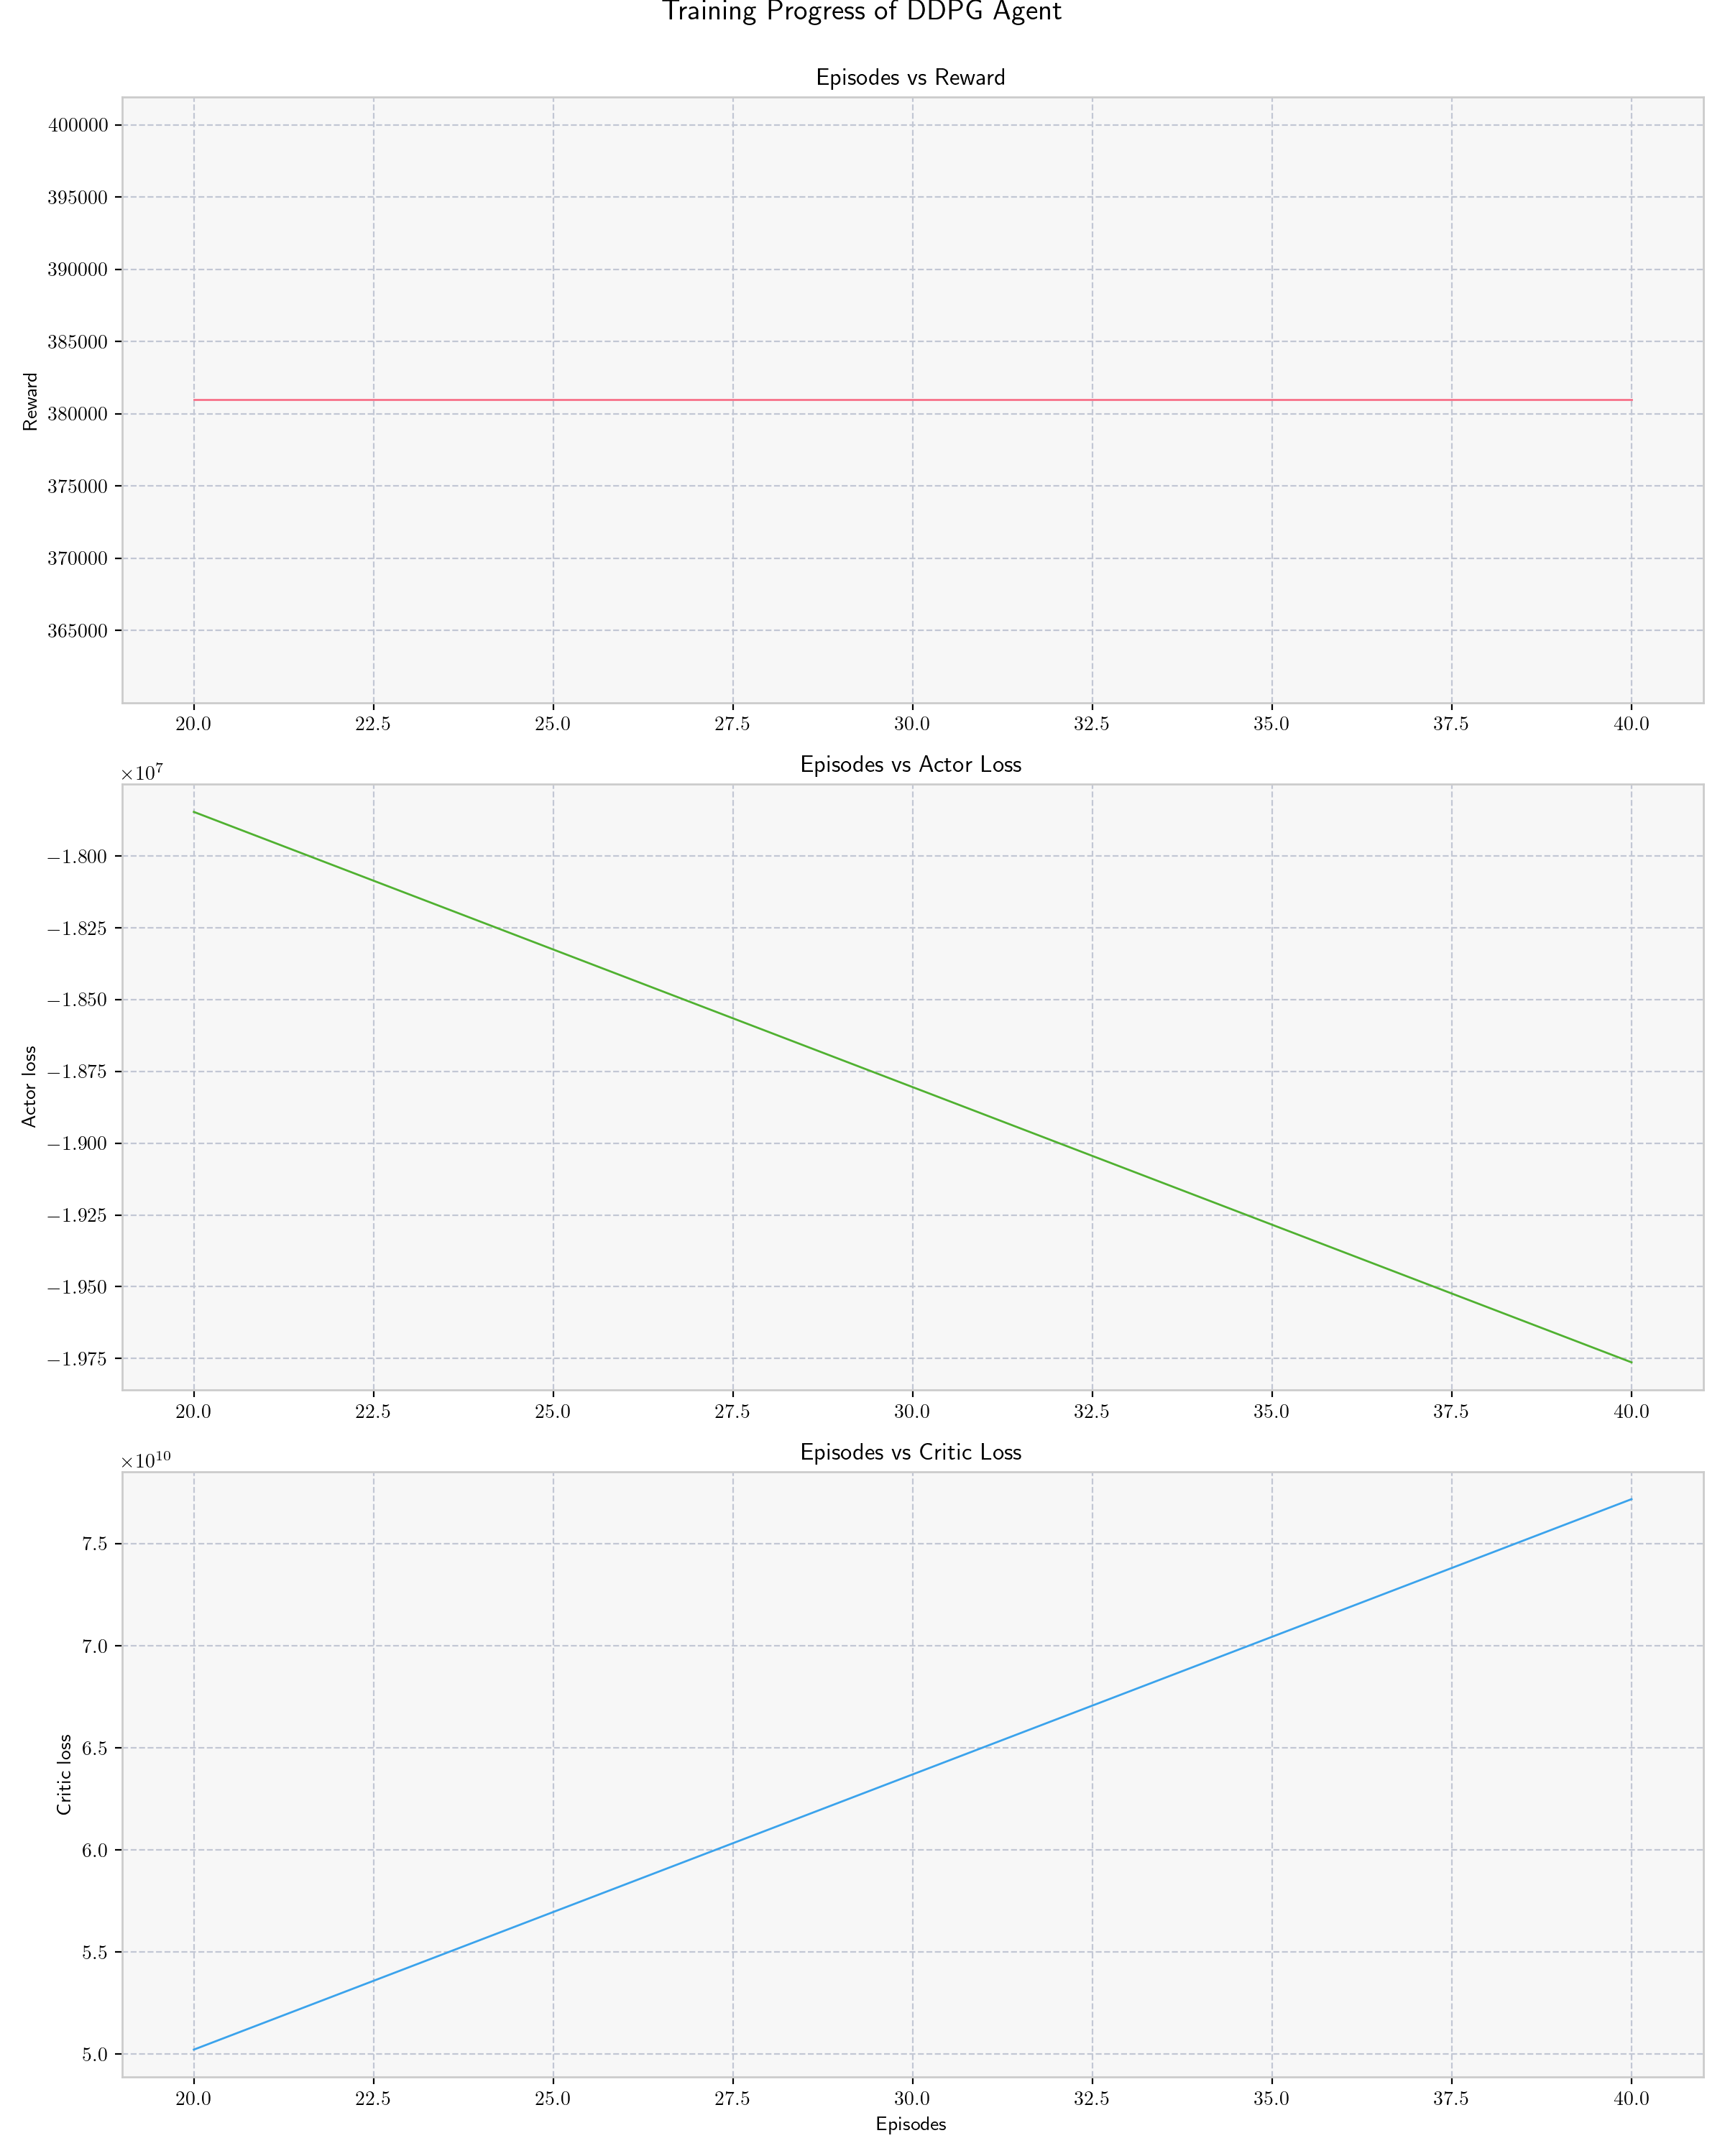 Training Progress of DDPG Agent
Episodes vs Reward
400000
395000
390000
385000
380000
375000
370000
365000
Reward
20.0 22.5 25.0 27.5 30.0 32.5 35.0 37.5 40.0
Episodes vs Actor Loss
×10⁷
−1.800
−1.825
−1.850
−1.875
−1.900
−1.925
−1.950
−1.975
Actor loss
20.0 22.5 25.0 27.5 30.0 32.5 35.0 37.5 40.0
Episodes vs Critic Loss
×10¹⁰
7.5
7.0
6.5
6.0
5.5
5.0
Critic loss
20.0 22.5 25.0 27.5 30.0 32.5 35.0 37.5 40.0
Episodes